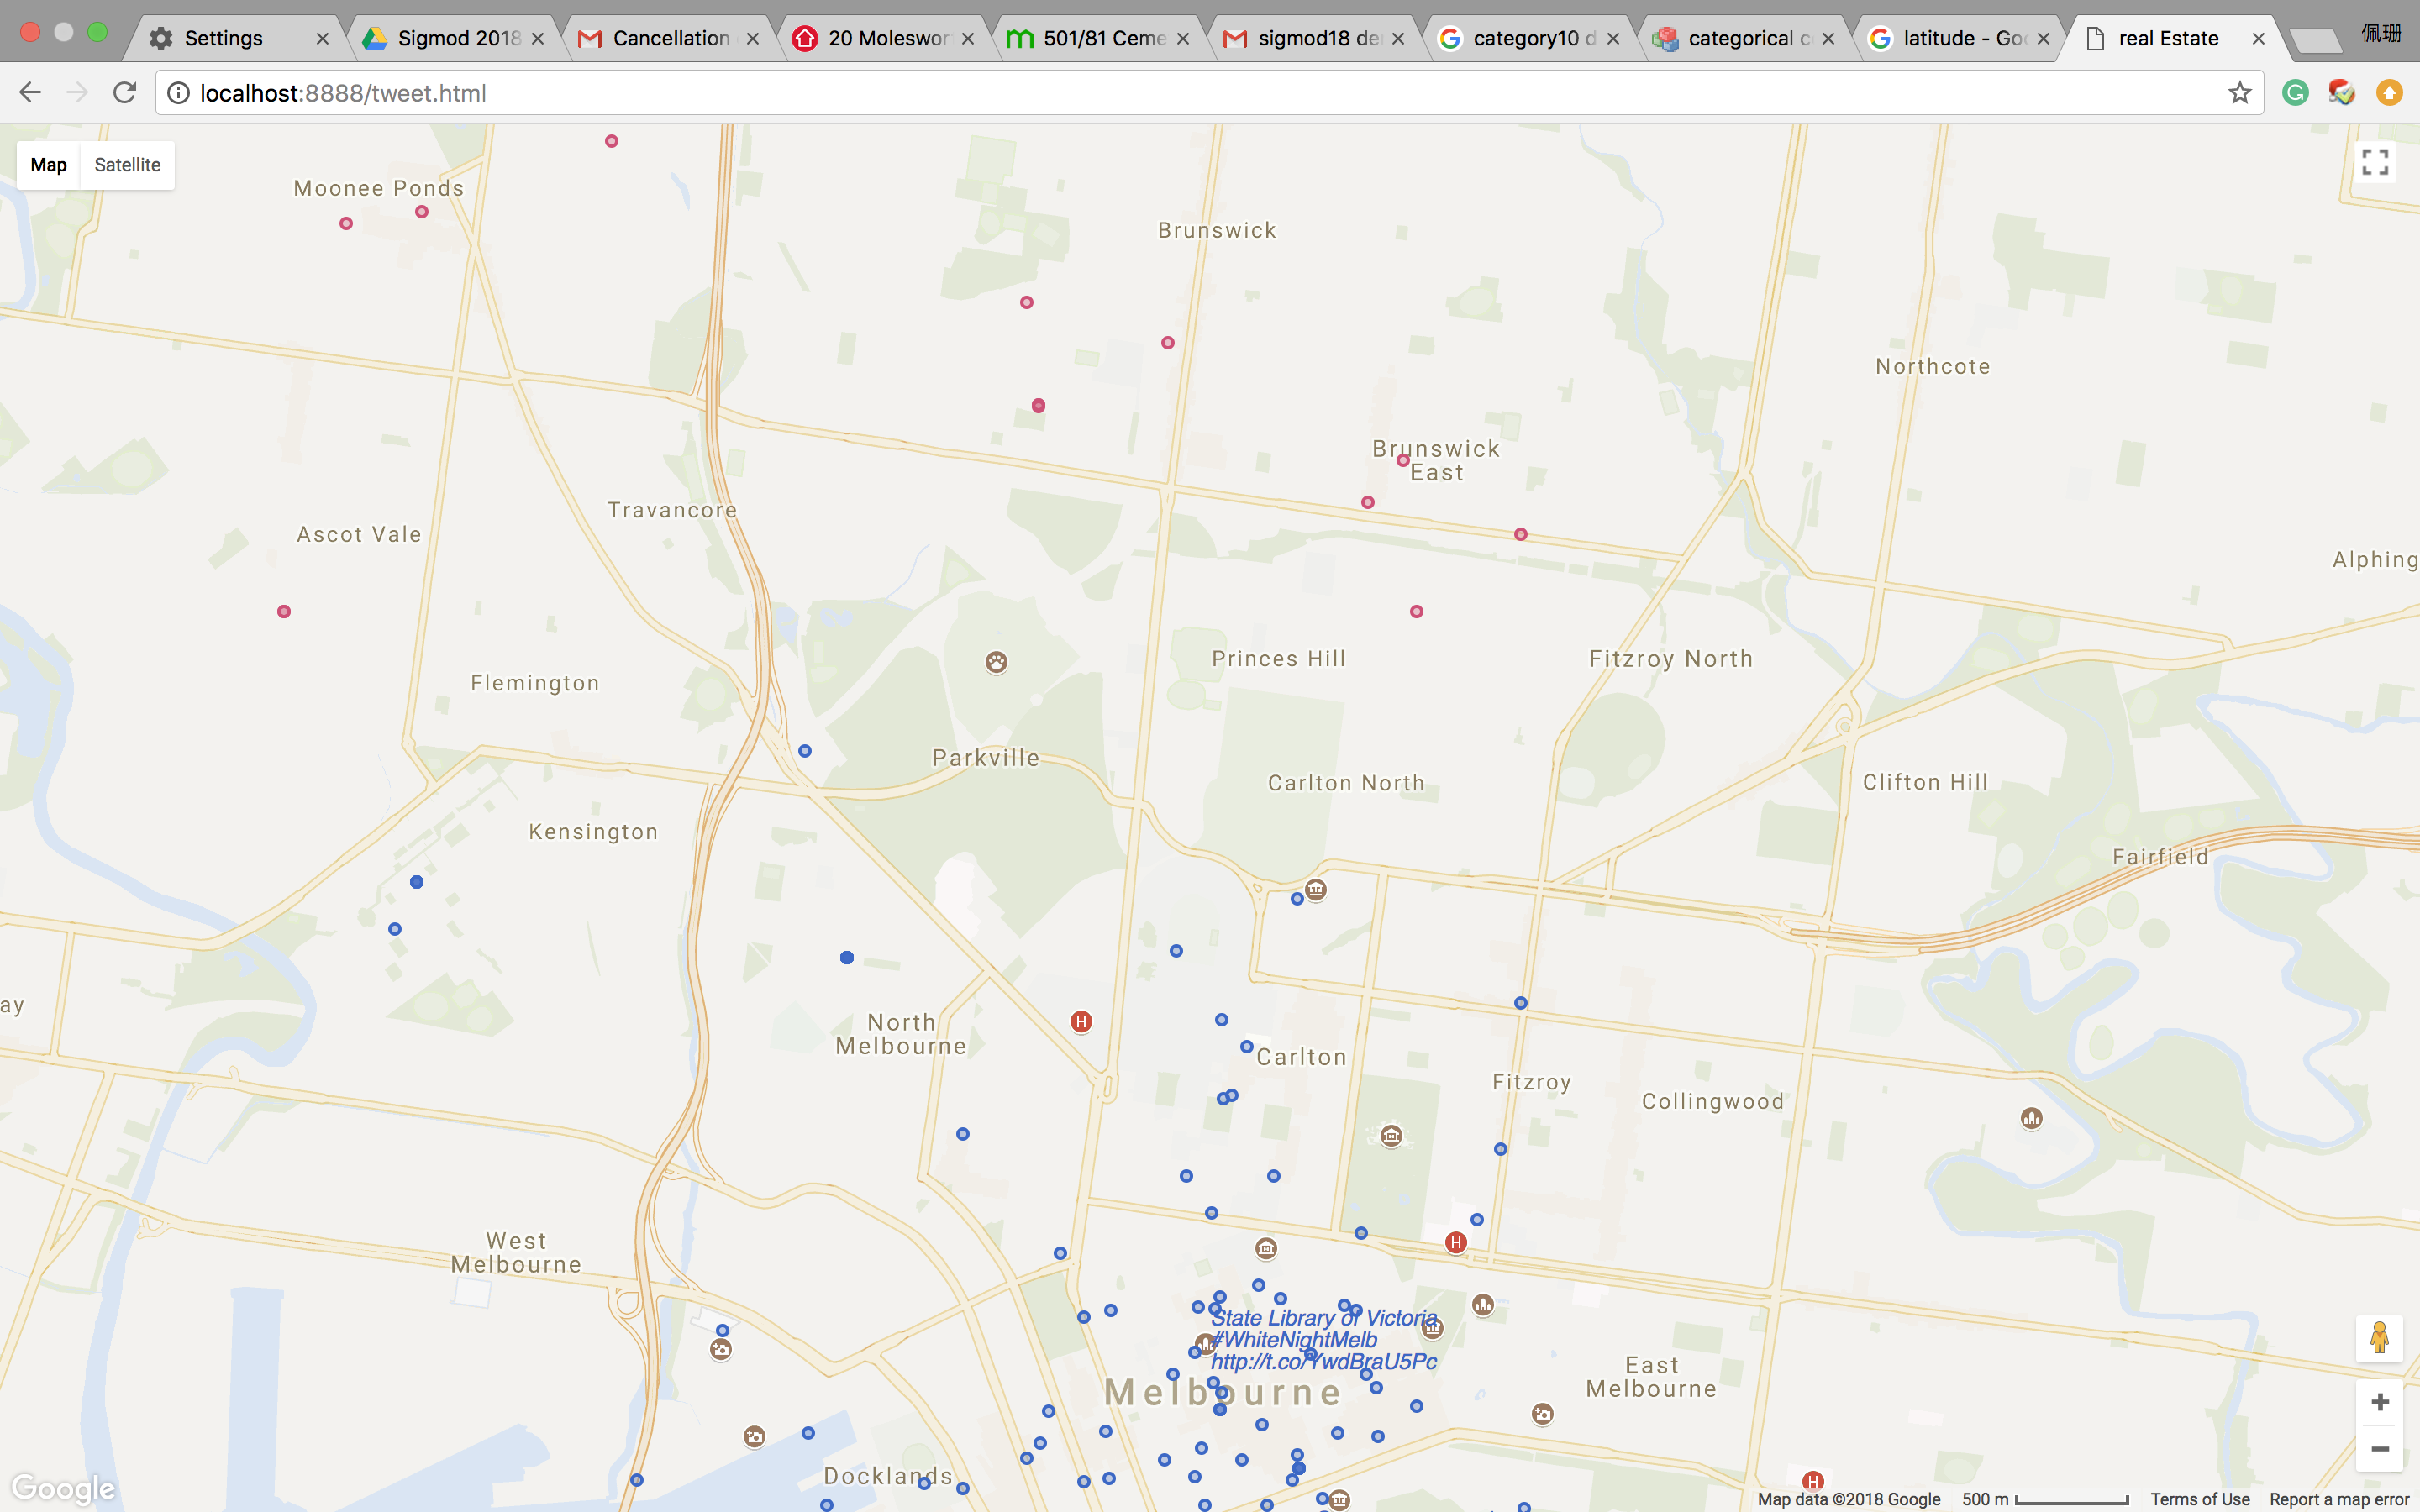 Settings
Sigmod 2018
Cancellation
20 Moleswor
501/81 Ceme
sigmod18 de
category10 d
categorical c
latitude - Goo
real Estate
佩珊
localhost:8888/tweet.html
Map
Satellite
Moonee Ponds
Brunswick
Northcote
Brunswick
East
Travancore
Ascot Vale
Alphing
Princes Hill
Fitzroy North
Flemington
Parkville
Carlton North
Clifton Hill
Kensington
Fairfield
ay
North
Melbourne
H
Carlton
Fitzroy
Collingwood
West
Melbourne
H
State Library of Victoria
#WhiteNightMelb
http://t.co/YwdBraU5Pc
East
Melbourne
Melbourne
Docklands
H
Google
Map data ©2018 Google
500 m
Terms of Use
Report a map error